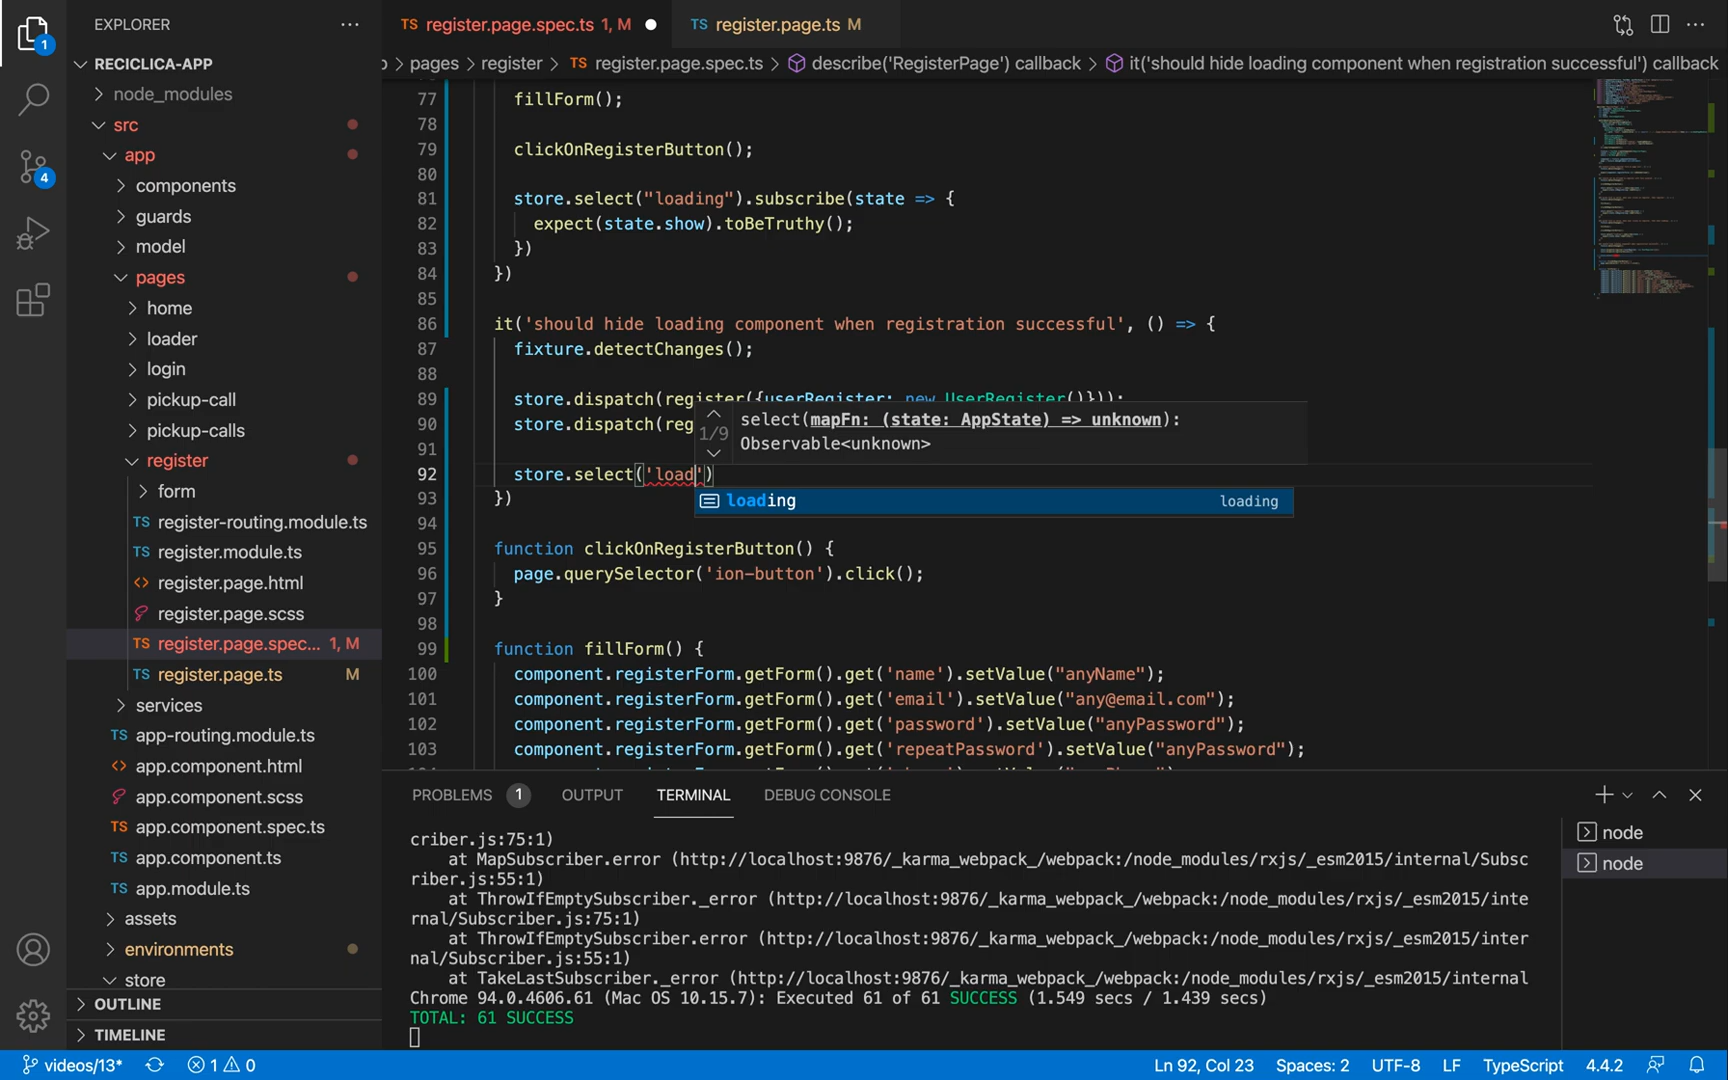 EXPLORER
RECICLICA-APP
node_modules
src
app
components
guards
model
pages
home
loader
login
pickup-call
pickup-calls
register
form
TS register-routing.module.ts
TS register.module.ts
<> register.page.html
register.page.scss
TS register.page.spec... 1, M
TS register.page.ts M
services
TS app-routing.module.ts
<> app.component.html
app.component.scss
TS app.component.spec.ts
TS app.component.ts
TS app.module.ts
assets
environments
store
OUTLINE
TIMELINE
1
4
TS register.page.spec.ts 1, M
TS register.page.ts M
> pages > register > TS register.page.spec.ts > describe('RegisterPage') callback > it('should hide loading component when registration successful') callback
77 fillForm();
78
79 clickOnRegisterButton();
80
81 store.select("loading").subscribe(state => {
82 expect(state.show).toBeTruthy();
83 })
84 })
85
86 it('should hide loading component when registration successful', () => {
87 fixture.detectChanges();
88
89 store.dispatch(register({userRegister: new UserRegister()}));
90 store.dispatch(reg
91
92 store.select('load')
93 })
94
95 function clickOnRegisterButton() {
96 page.querySelector('ion-button').click();
97 }
98
99 function fillForm() {
100 component.registerForm.getForm().get('name').setValue("anyName");
101 component.registerForm.getForm().get('email').setValue("any@email.com");
102 component.registerForm.getForm().get('password').setValue("anyPassword");
103 component.registerForm.getForm().get('repeatPassword').setValue("anyPassword");
1/9
select(mapFn: (state: AppState) => unknown):
Observable<unknown>
loading loading
PROBLEMS 1 OUTPUT TERMINAL DEBUG CONSOLE
criber.js:75:1)
at MapSubscriber.error (http://localhost:9876/_karma_webpack_/webpack:/node_modules/rxjs/_esm2015/internal/Subsc
riber.js:55:1)
at ThrowIfEmptySubscriber._error (http://localhost:9876/_karma_webpack_/webpack:/node_modules/rxjs/_esm2015/inte
rnal/Subscriber.js:75:1)
at ThrowIfEmptySubscriber.error (http://localhost:9876/_karma_webpack_/webpack:/node_modules/rxjs/_esm2015/inter
nal/Subscriber.js:55:1)
at TakeLastSubscriber._error (http://localhost:9876/_karma_webpack_/webpack:/node_modules/rxjs/_esm2015/internal
Chrome 94.0.4606.61 (Mac OS 10.15.7): Executed 61 of 61 SUCCESS (1.549 secs / 1.439 secs)
TOTAL: 61 SUCCESS
node
node
videos/13* 1 0
Ln 92, Col 23 Spaces: 2 UTF-8 LF TypeScript 4.4.2